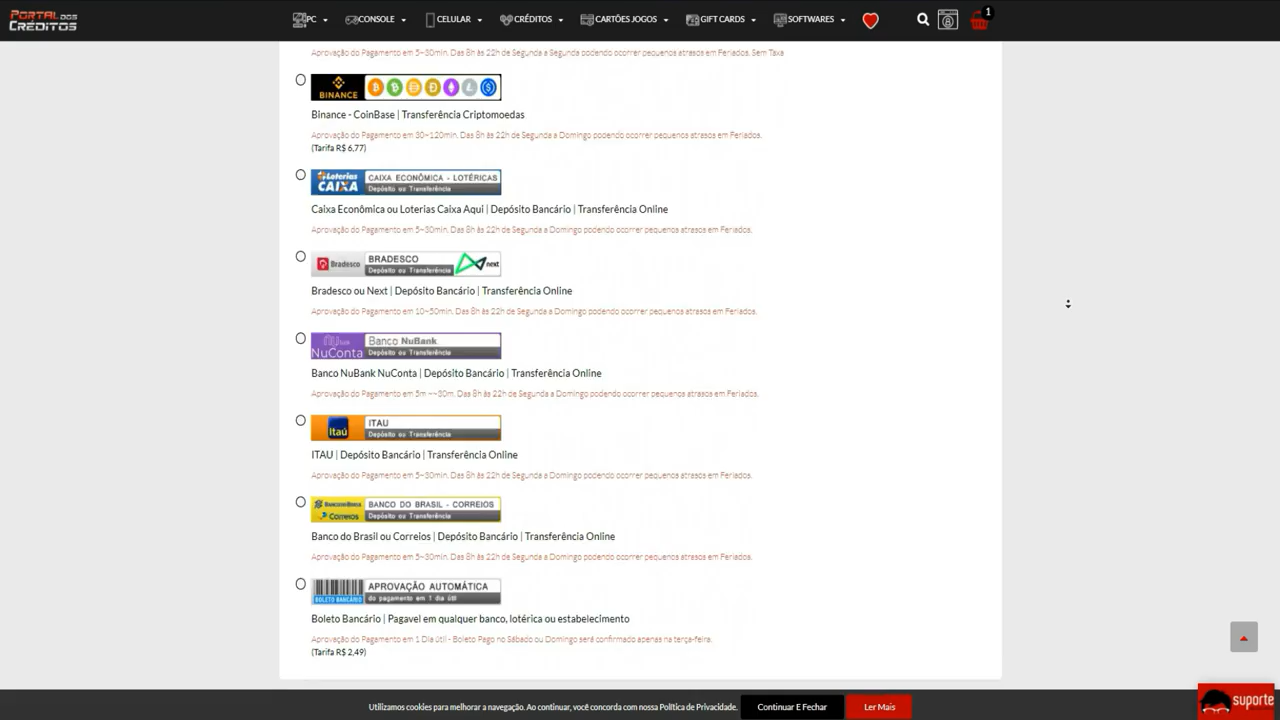 PORTAL DOS CRÉDITOS
PC
CONSOLE
CELULAR
CRÉDITOS
CARTÕES JOGOS
GIFT CARDS
SOFTWARES
1
Aprovação do Pagamento em 5~30min. Das 8h às 22h de Segunda a Segunda podendo ocorrer pequenos atrasos em Feriados. Sem Taxa
BINANCE
Binance - CoinBase | Transferência Criptomoedas
Aprovação do Pagamento em 30~120min. Das 8h às 22h de Segunda a Domingo podendo ocorrer pequenos atrasos em Feriados.
(Tarifa R$ 6,77)
Loterias CAIXA
CAIXA ECONÔMICA - LOTÉRICAS
Depósito ou Transferência
Caixa Econômica ou Loterias Caixa Aqui | Depósito Bancário | Transferência Online
Aprovação do Pagamento em 5~30min. Das 8h às 22h de Segunda a Domingo podendo ocorrer pequenos atrasos em Feriados.
Bradesco
BRADESCO
Depósito ou Transferência
next
Bradesco ou Next | Depósito Bancário | Transferência Online
Aprovação do Pagamento em 10~50min. Das 8h às 22h de Segunda a Domingo podendo ocorrer pequenos atrasos em Feriados.
NuConta
Banco NuBank
Depósito ou Transferência
Banco NuBank NuConta | Depósito Bancário | Transferência Online
Aprovação do Pagamento em 5m ~~30m. Das 8h às 22h de Segunda a Domingo podendo ocorrer pequenos atrasos em Feriados.
Itaú
ITAU
Depósito ou Transferência
ITAU | Depósito Bancário | Transferência Online
Aprovação do Pagamento em 5~30min. Das 8h às 22h de Segunda a Domingo podendo ocorrer pequenos atrasos em Feriados.
Correios
BANCO DO BRASIL - CORREIOS
Depósito ou Transferência
Banco do Brasil ou Correios | Depósito Bancário | Transferência Online
Aprovação do Pagamento em 5~30min. Das 8h às 22h de Segunda a Domingo podendo ocorrer pequenos atrasos em Feriados.
BOLETO BANCÁRIO
APROVAÇÃO AUTOMÁTICA
do pagamento em 1 dia útil
Boleto Bancário | Pagavel em qualquer banco, lotérica ou estabelecimento
Aprovação do Pagamento em 1 Dia útil - Boleto Pago no Sábado ou Domingo será confirmado apenas na terça-feira.
(Tarifa R$ 2,49)
Utilizamos cookies para melhorar a navegação. Ao continuar, você concorda com nossa Política de Privacidade.
Continuar E Fechar
Ler Mais
suporte